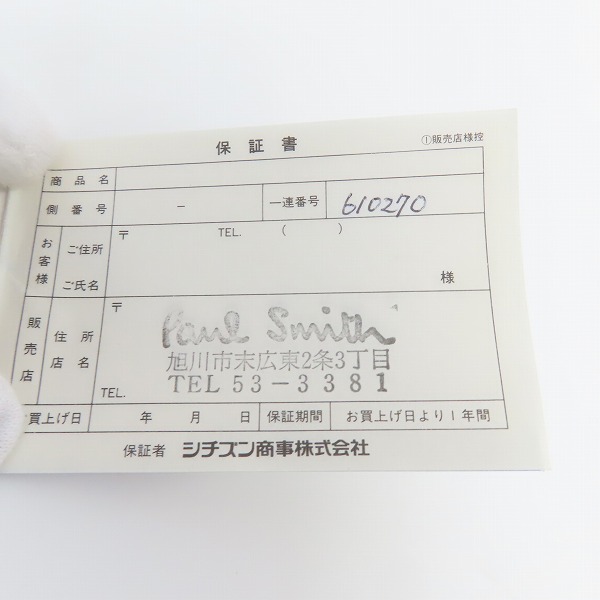 保証書
①販売店様控
商品名
側番号 － 一連番号 610270
お客様 ご住所 〒 TEL. ( )
ご氏名 様
販売店 住所 店名 〒
Paul Smith
旭川市末広東2条3丁目
TEL 53-3381
TEL.
買上げ日 年 月 日 保証期間 お買上げ日より1年間
保証者 シチズン商事株式会社